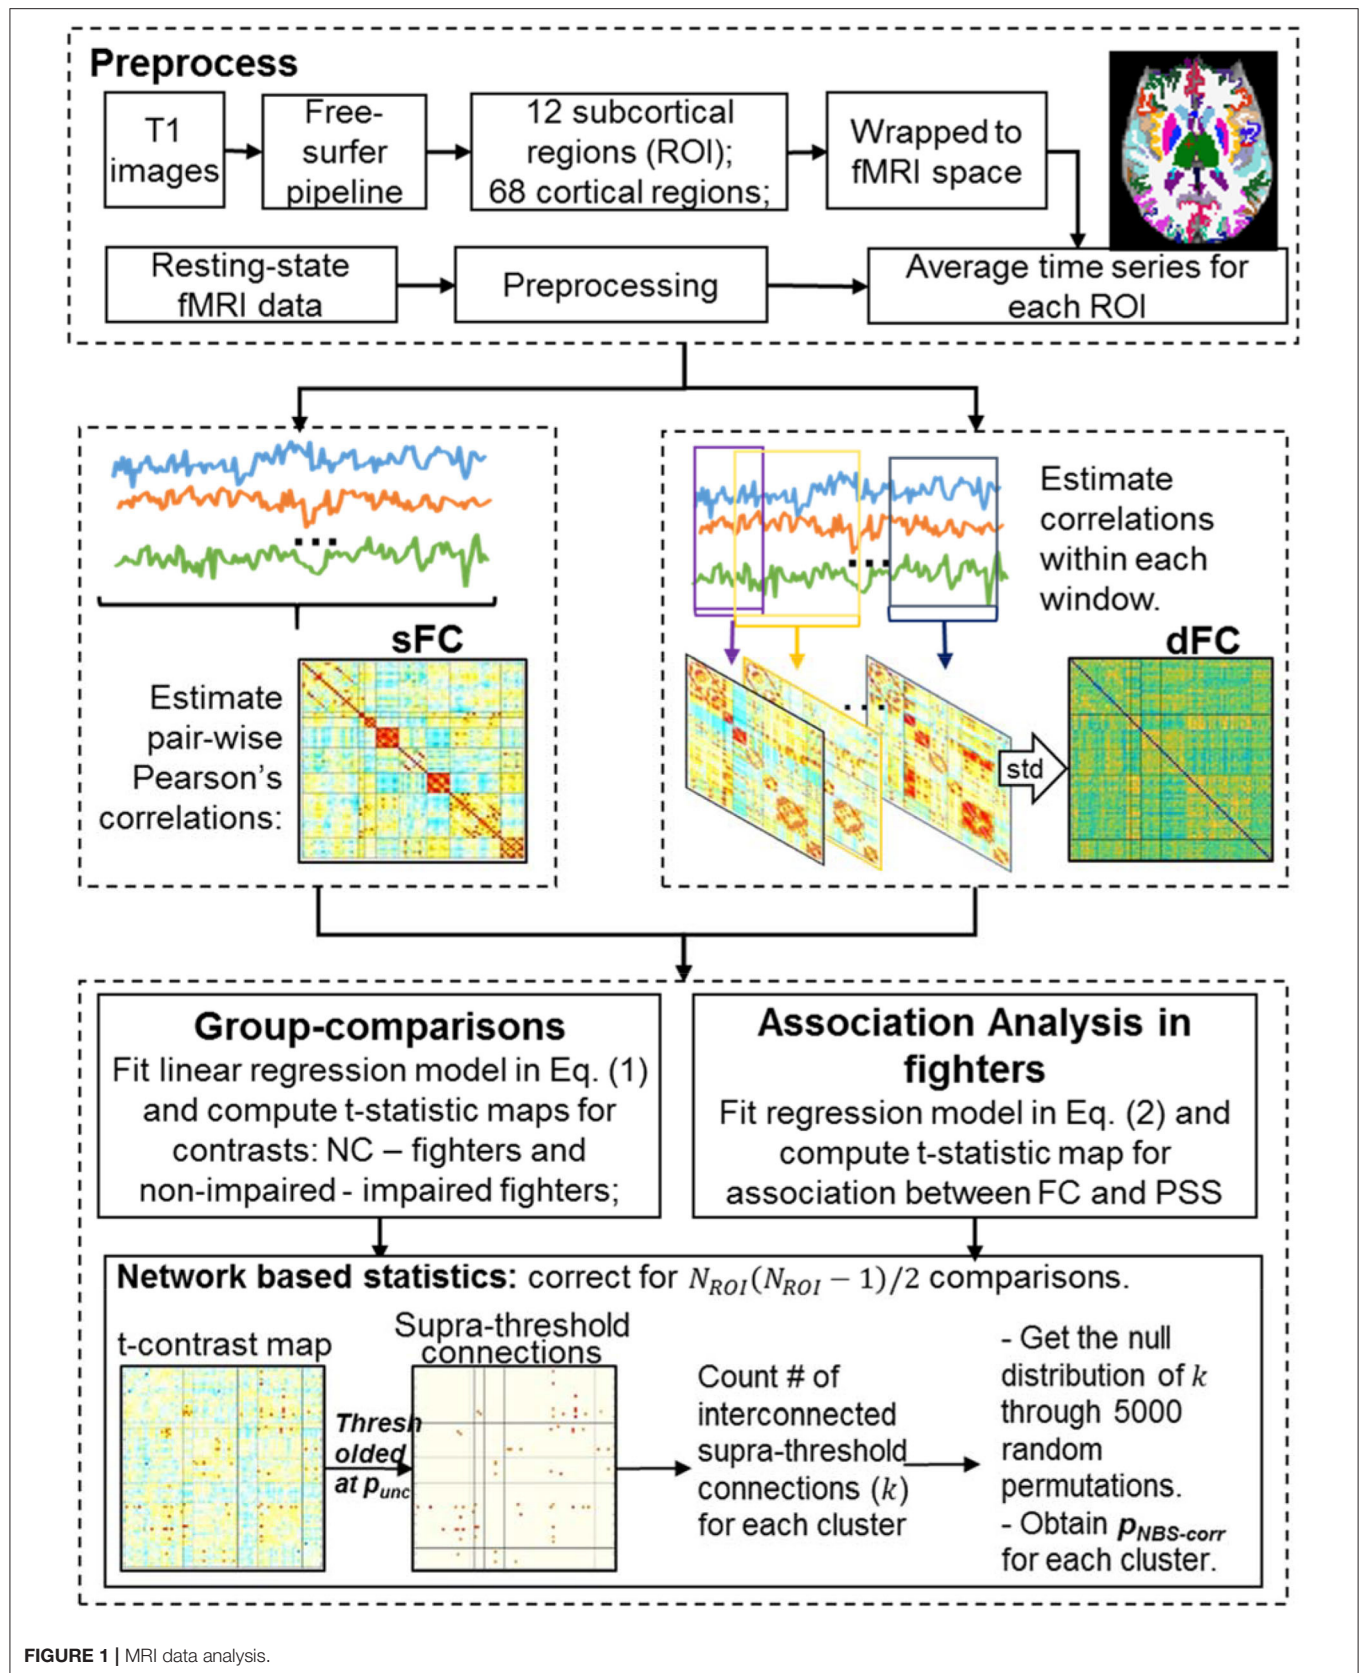 Preprocess
T1
images
Free-
surfer
pipeline
12 subcortical
regions (ROI);
68 cortical regions;
Wrapped to
fMRI space
Resting-state
fMRI data
Preprocessing
Average time series for
each ROI
sFC
Estimate
pair-wise
Pearson's
correlations:
Estimate
correlations
within each
window.
dFC
std
Group-comparisons
Fit linear regression model in Eq. (1)
and compute t-statistic maps for
contrasts: NC – fighters and
non-impaired - impaired fighters;
Association Analysis in
fighters
Fit regression model in Eq. (2) and
compute t-statistic map for
association between FC and PSS
Network based statistics: correct for N_ROI(N_ROI − 1)/2 comparisons.
t-contrast map
Thresh
olded
at p_unc
Supra-threshold
connections
Count # of
interconnected
supra-threshold
connections (k)
for each cluster
- Get the null
distribution of k
through 5000
random
permutations.
- Obtain p_NBS-corr
for each cluster.
FIGURE 1 | MRI data analysis.